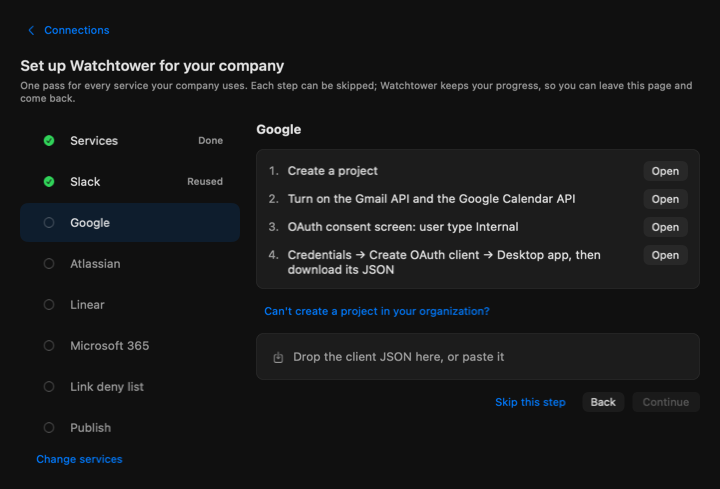 Connections
Set up Watchtower for your company
One pass for every service your company uses. Each step can be skipped; Watchtower keeps your progress, so you can leave this page and
come back.
Services Done
Slack Reused
Google
Atlassian
Linear
Microsoft 365
Link deny list
Publish
Change services
Google
1. Create a project Open
2. Turn on the Gmail API and the Google Calendar API Open
3. OAuth consent screen: user type Internal Open
4. Credentials → Create OAuth client → Desktop app, then Open
download its JSON
Can't create a project in your organization?
Drop the client JSON here, or paste it
Skip this step Back Continue